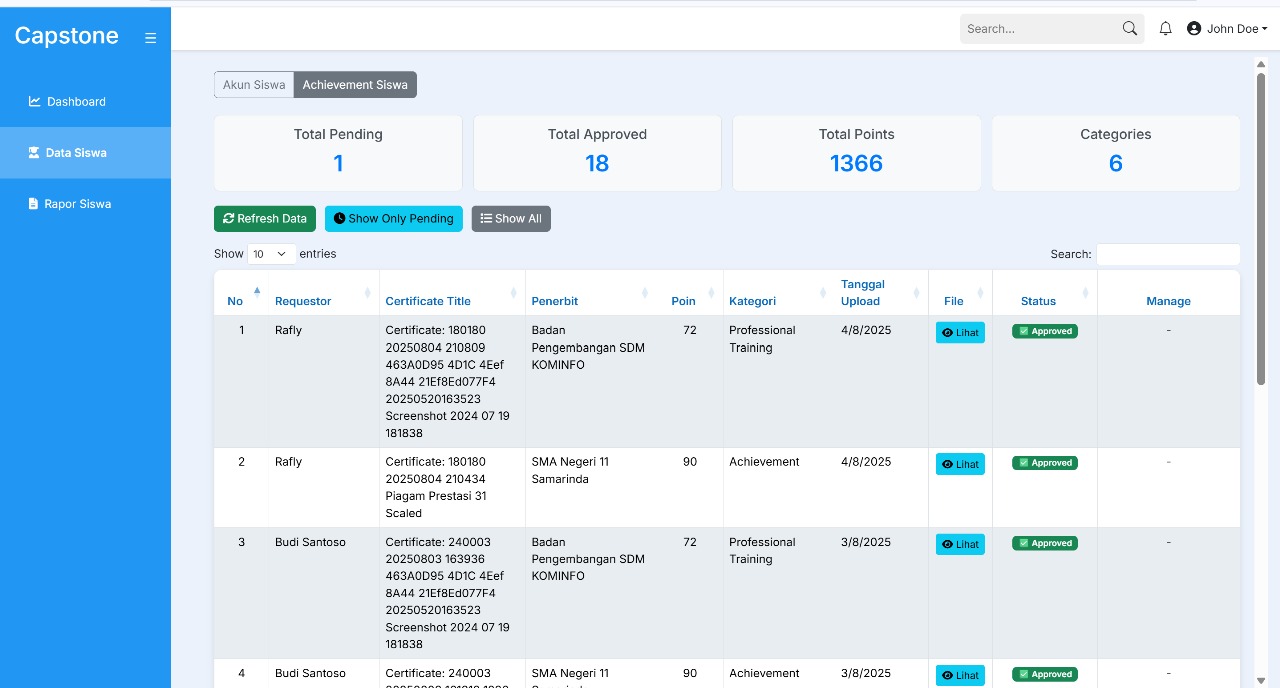 Capstone
Search...
John Doe
Dashboard
Data Siswa
Rapor Siswa
Akun Siswa
Achievement Siswa
Total Pending
1
Total Approved
18
Total Points
1366
Categories
6
Refresh Data
Show Only Pending
Show All
Show 10 entries
Search:
No
Requestor
Certificate Title
Penerbit
Poin
Kategori
Tanggal
Upload
File
Status
Manage
1
Rafly
Certificate: 180180
20250804 210809
463A0D95 4D1C 4Eef
8A44 21Ef8Ed077F4
20250520163523
Screenshot 2024 07 19
181838
Badan
Pengembangan SDM
KOMINFO
72
Professional
Training
4/8/2025
Lihat
Approved
-
2
Rafly
Certificate: 180180
20250804 210434
Piagam Prestasi 31
Scaled
SMA Negeri 11
Samarinda
90
Achievement
4/8/2025
Lihat
Approved
-
3
Budi Santoso
Certificate: 240003
20250803 163936
463A0D95 4D1C 4Eef
8A44 21Ef8Ed077F4
20250520163523
Screenshot 2024 07 19
181838
Badan
Pengembangan SDM
KOMINFO
72
Professional
Training
3/8/2025
Lihat
Approved
-
4
Budi Santoso
Certificate: 240003
SMA Negeri 11
90
Achievement
3/8/2025
Lihat
Approved
-